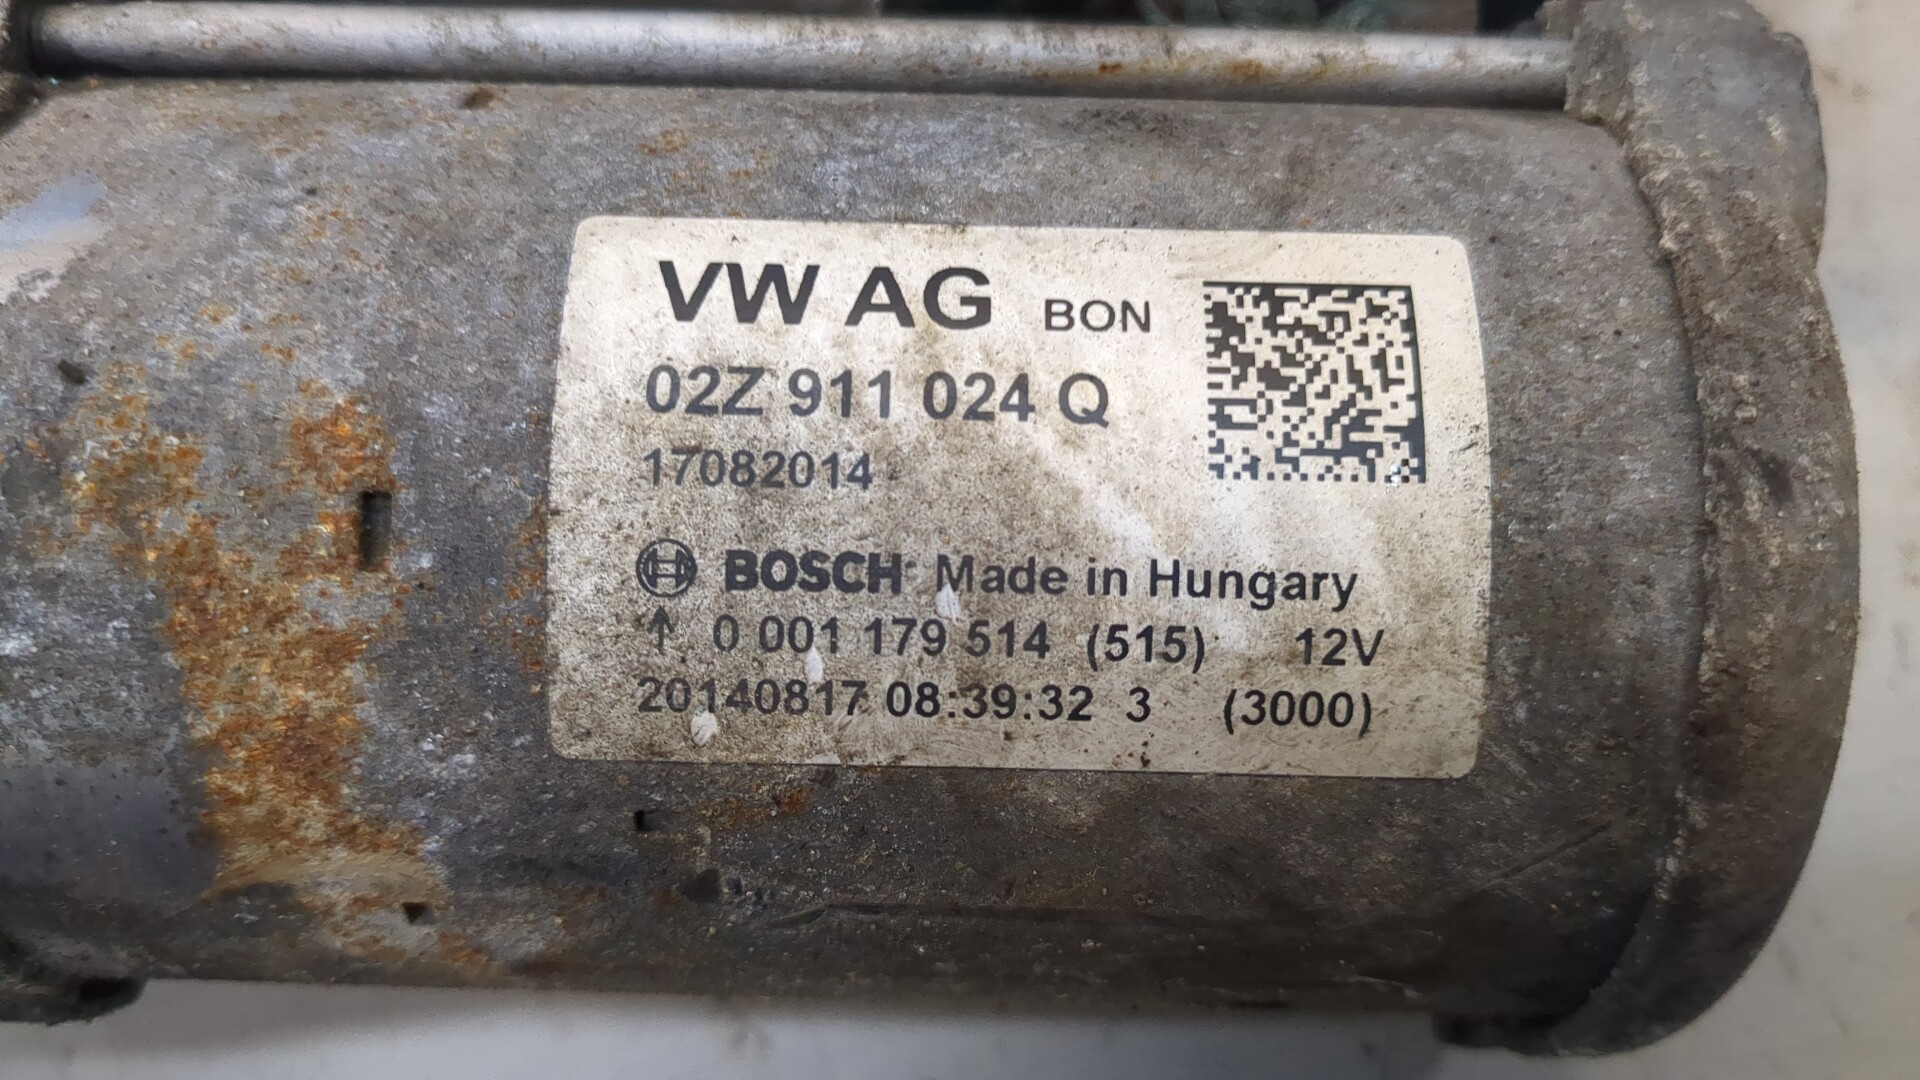 VW AG BON
02Z 911 024 Q
17082014
BOSCH Made in Hungary
↑ 0 001 179 514 (515) 12V
20140817 08:39:32 3 (3000)